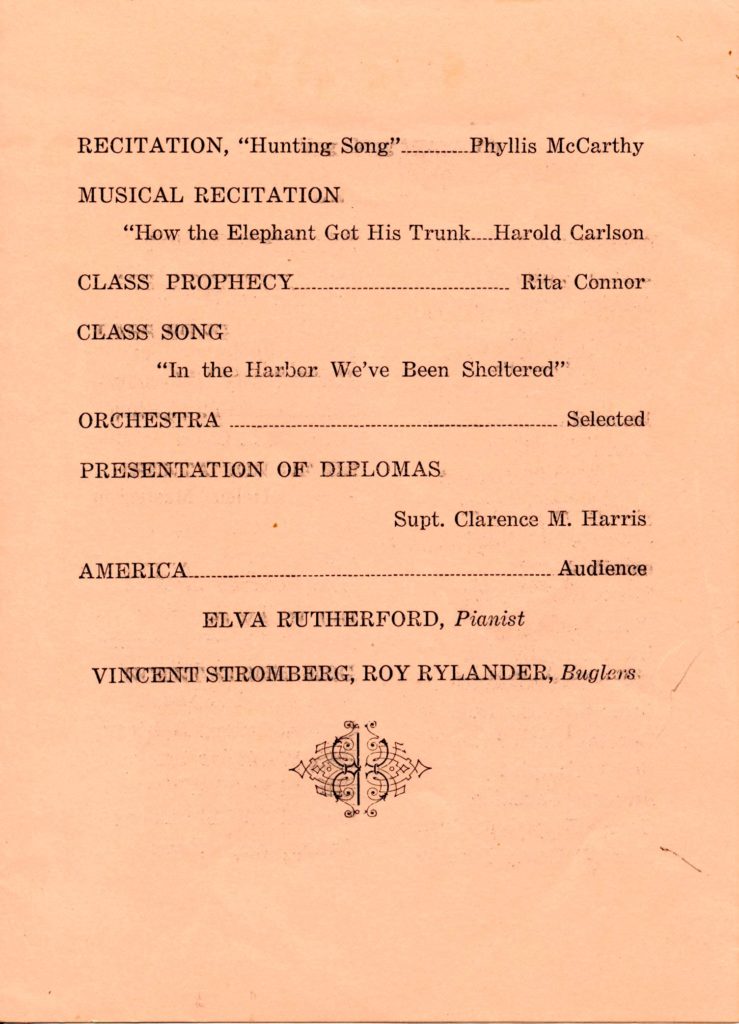 RECITATION, “Hunting Song”............Phyllis McCarthy
MUSICAL RECITATION
“How the Elephant Got His Trunk....Harold Carlson
CLASS PROPHECY........................................ Rita Connor
CLASS SONG
“In the Harbor We’ve Been Sheltered”
ORCHESTRA ............................................................ Selected
PRESENTATION OF DIPLOMAS
Supt. Clarence M. Harris
AMERICA.................................................................. Audience
ELVA RUTHERFORD, Pianist
VINCENT STROMBERG, ROY RYLANDER, Buglers